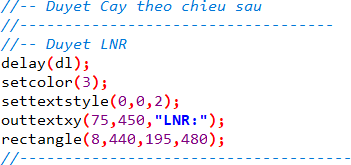 //-- Duyet Cay theo chieu sau
//----------------------------------
//-- Duyet LNR
delay(dl);
setcolor(3);
settextstyle(0,0,2);
outtextxy(75,450,"LNR:");
rectangle(8,440,195,480);
//------------------------------------